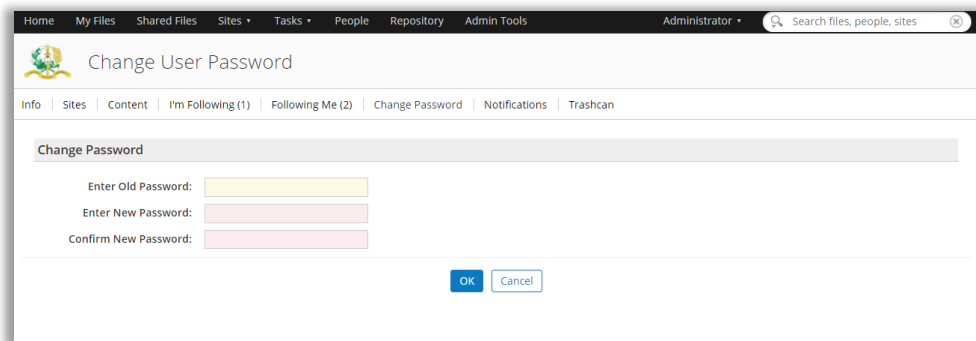 Home My Files Shared Files Sites Tasks People Repository Admin Tools Administrator Search files, people, sites
Change User Password
Info Sites Content I'm Following (1) Following Me (2) Change Password Notifications Trashcan
Change Password
Enter Old Password:
Enter New Password:
Confirm New Password:
OK Cancel